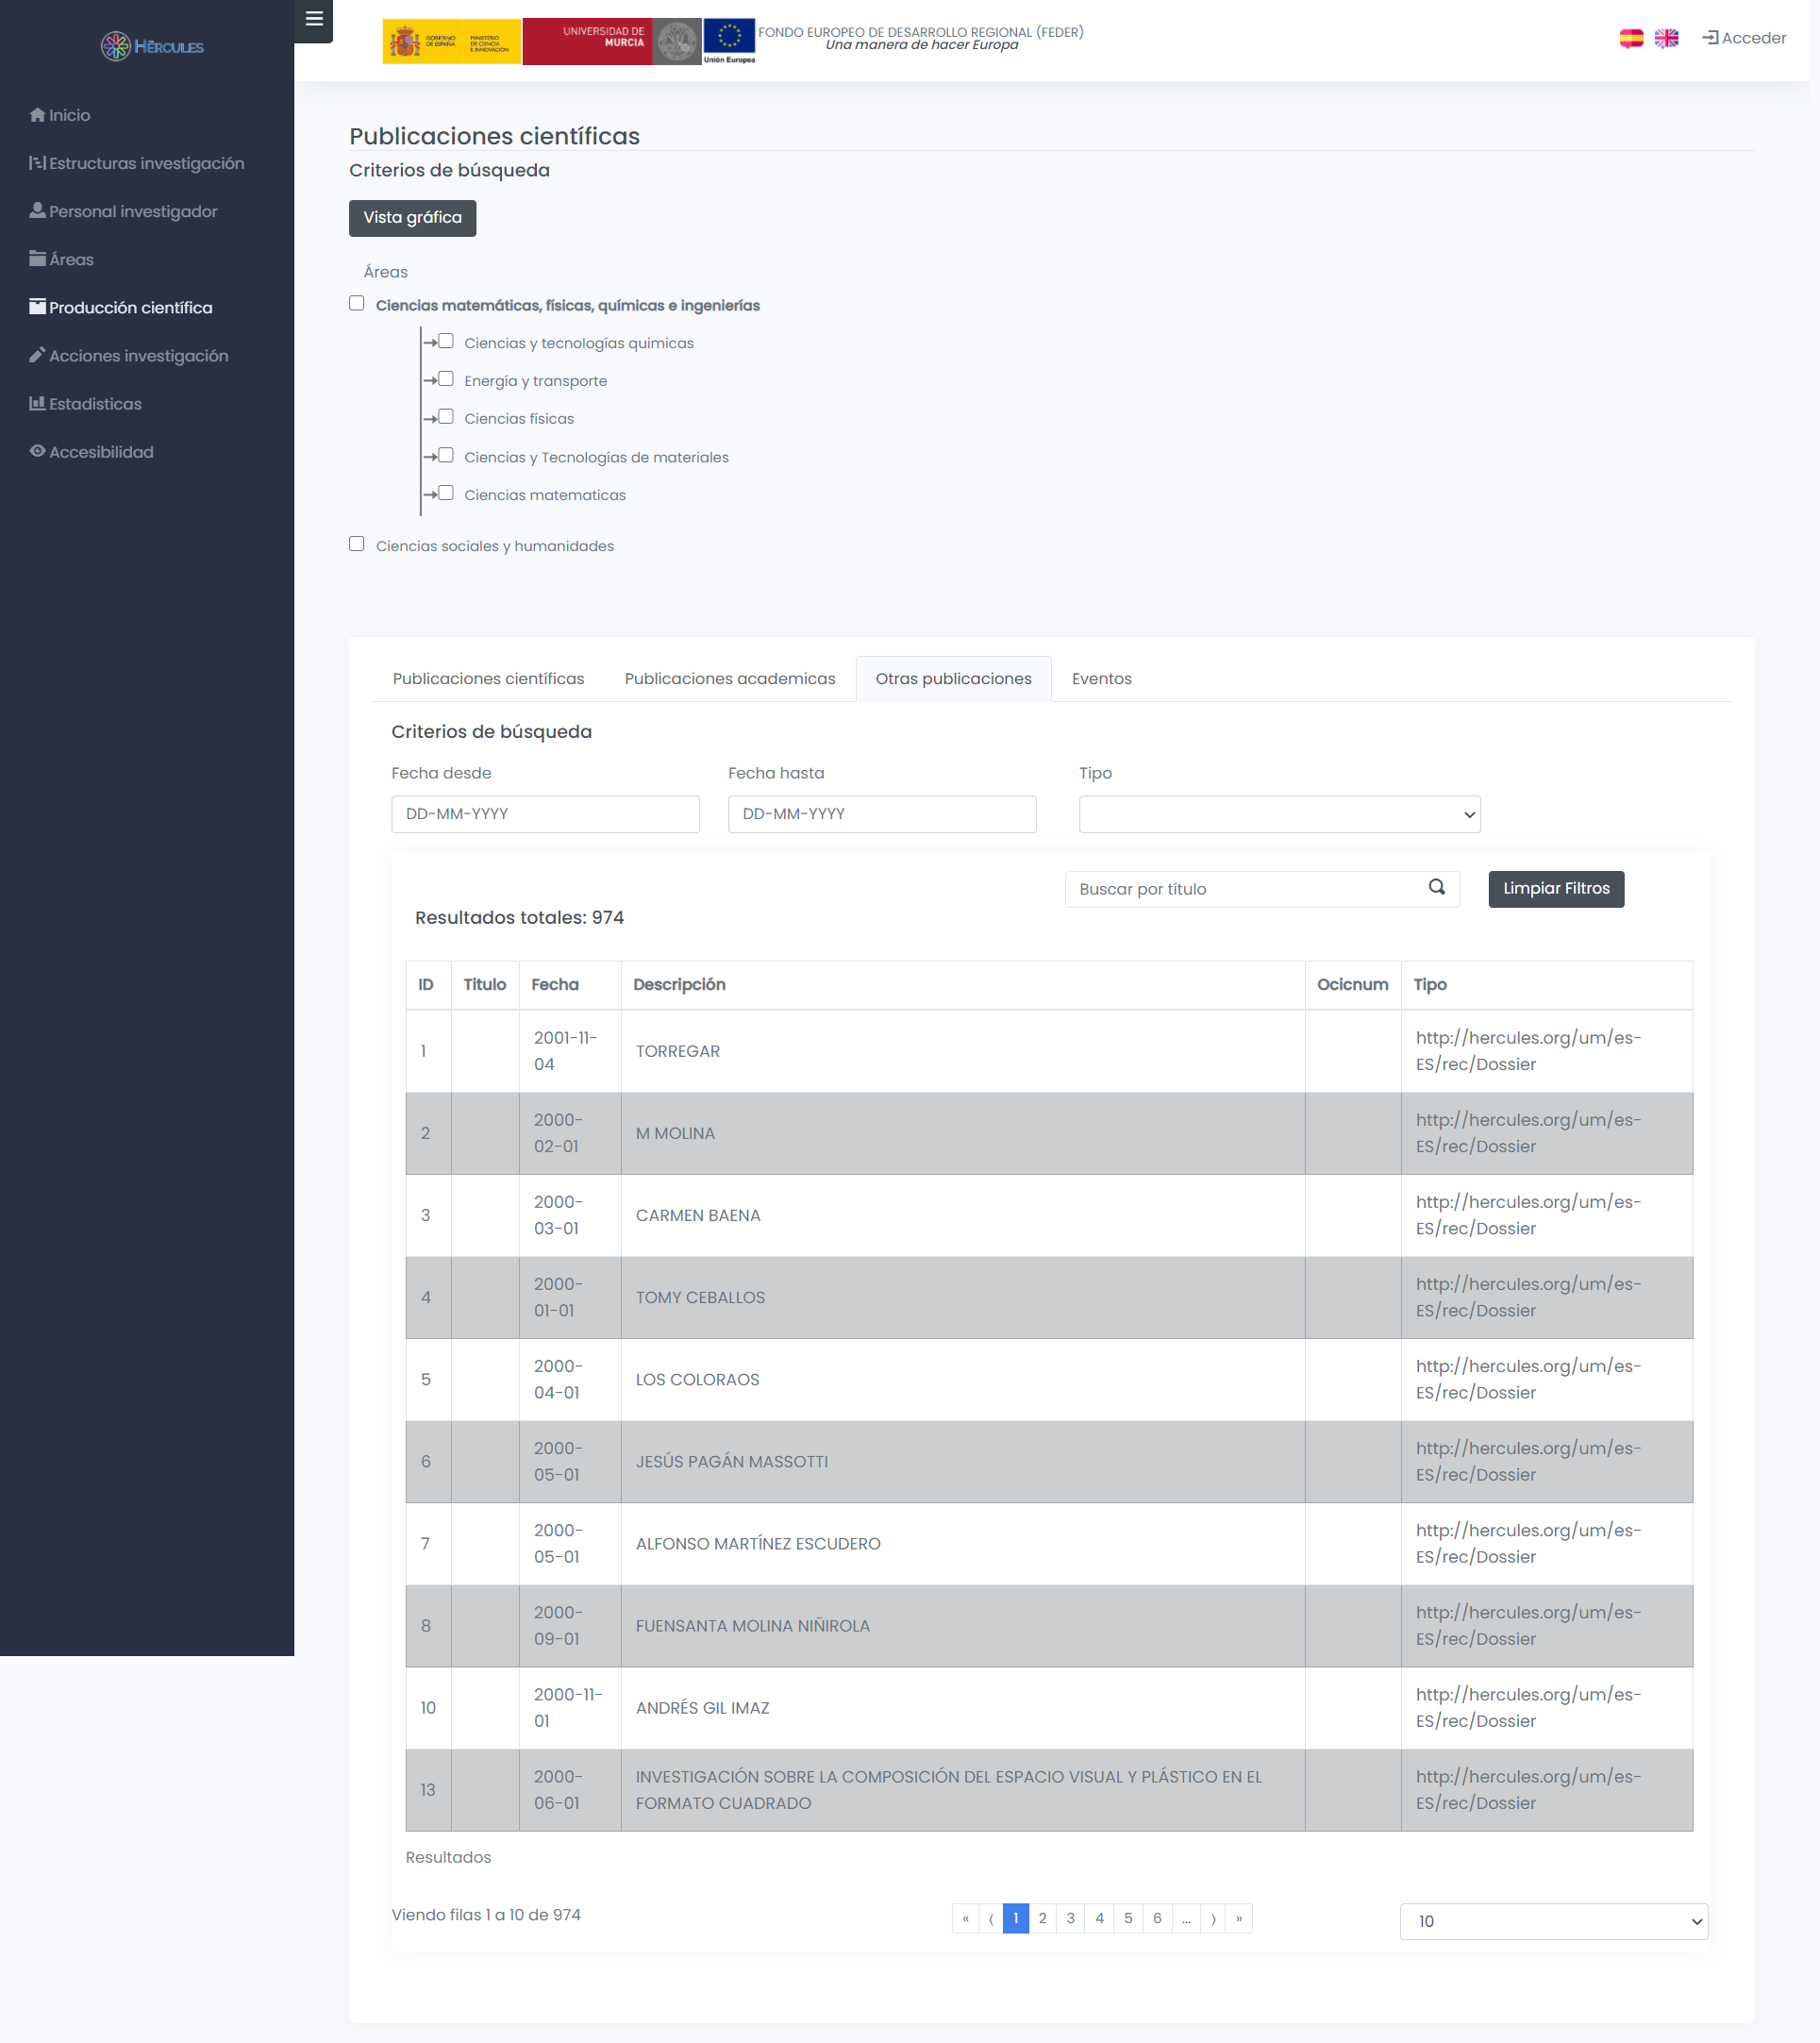 HÉRCULES
Inicio
Estructuras investigación
Personal investigador
Áreas
Producción científica
Acciones investigación
Estadisticas
Accesibilidad
GOBIERNO DE ESPAÑA
MINISTERIO DE CIENCIA E INNOVACIÓN
UNIVERSIDAD DE MURCIA
Unión Europea
FONDO EUROPEO DE DESARROLLO REGIONAL (FEDER)
Una manera de hacer Europa
Acceder
Publicaciones científicas
Criterios de búsqueda
Vista gráfica
Áreas
Ciencias matemáticas, físicas, químicas e ingenierías
Ciencias y tecnologías quimicas
Energía y transporte
Ciencias físicas
Ciencias y Tecnologías de materiales
Ciencias matematicas
Ciencias sociales y humanidades
Publicaciones científicas Publicaciones academicas Otras publicaciones Eventos
Criterios de búsqueda
Fecha desde Fecha hasta Tipo
DD-MM-YYYY DD-MM-YYYY
Buscar por título Limpiar Filtros
Resultados totales: 974
ID Titulo Fecha Descripción Ocicnum Tipo
1 2001-11-04 TORREGAR http://hercules.org/um/es-ES/rec/Dossier
2 2000-02-01 M MOLINA http://hercules.org/um/es-ES/rec/Dossier
3 2000-03-01 CARMEN BAENA http://hercules.org/um/es-ES/rec/Dossier
4 2000-01-01 TOMY CEBALLOS http://hercules.org/um/es-ES/rec/Dossier
5 2000-04-01 LOS COLORAOS http://hercules.org/um/es-ES/rec/Dossier
6 2000-05-01 JESÚS PAGÁN MASSOTTI http://hercules.org/um/es-ES/rec/Dossier
7 2000-05-01 ALFONSO MARTÍNEZ ESCUDERO http://hercules.org/um/es-ES/rec/Dossier
8 2000-09-01 FUENSANTA MOLINA NIÑIROLA http://hercules.org/um/es-ES/rec/Dossier
10 2000-11-01 ANDRÉS GIL IMAZ http://hercules.org/um/es-ES/rec/Dossier
13 2000-06-01 INVESTIGACIÓN SOBRE LA COMPOSICIÓN DEL ESPACIO VISUAL Y PLÁSTICO EN EL FORMATO CUADRADO http://hercules.org/um/es-ES/rec/Dossier
Resultados
Viendo filas 1 a 10 de 974 « ⟨ 1 2 3 4 5 6 ... ⟩ » 10